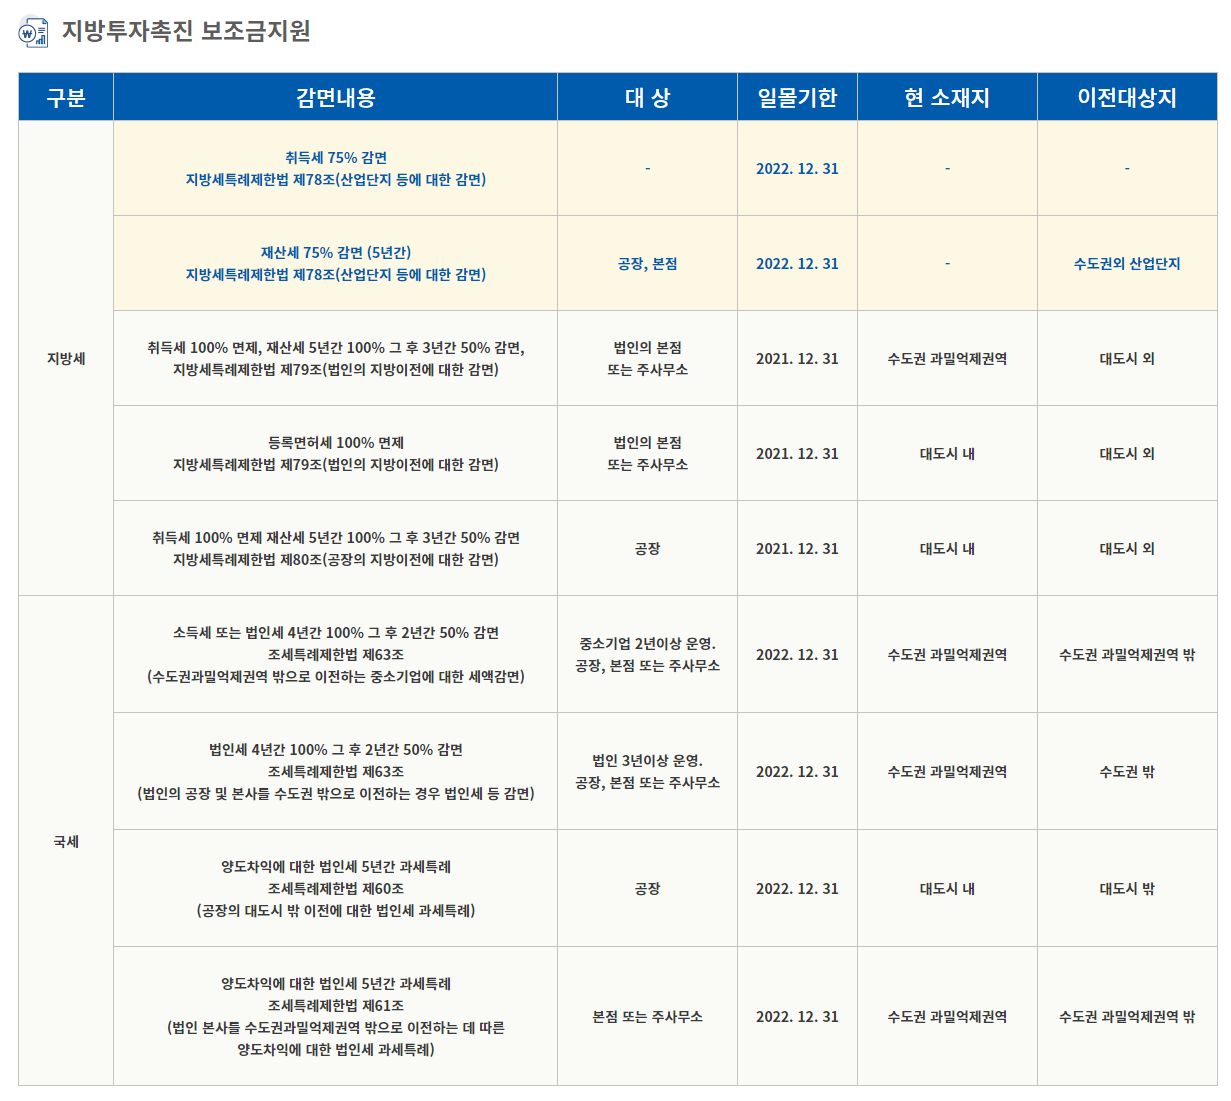 지방투자촉진 보조금지원
구분 감면내용 대 상 일몰기한 현 소재지 이전대상지
지방세
취득세 75% 감면
지방세특례제한법 제78조(산업단지 등에 대한 감면)
- 2022. 12. 31 - -
재산세 75% 감면 (5년간)
지방세특례제한법 제78조(산업단지 등에 대한 감면)
공장, 본점 2022. 12. 31 - 수도권외 산업단지
취득세 100% 면제, 재산세 5년간 100% 그 후 3년간 50% 감면,
지방세특례제한법 제79조(법인의 지방이전에 대한 감면)
법인의 본점
또는 주사무소
2021. 12. 31 수도권 과밀억제권역 대도시 외
등록면허세 100% 면제
지방세특례제한법 제79조(법인의 지방이전에 대한 감면)
법인의 본점
또는 주사무소
2021. 12. 31 대도시 내 대도시 외
취득세 100% 면제 재산세 5년간 100% 그 후 3년간 50% 감면
지방세특례제한법 제80조(공장의 지방이전에 대한 감면)
공장 2021. 12. 31 대도시 내 대도시 외
국세
소득세 또는 법인세 4년간 100% 그 후 2년간 50% 감면
조세특례제한법 제63조
(수도권과밀억제권역 밖으로 이전하는 중소기업에 대한 세액감면)
중소기업 2년이상 운영.
공장, 본점 또는 주사무소
2022. 12. 31 수도권 과밀억제권역 수도권 과밀억제권역 밖
법인세 4년간 100% 그 후 2년간 50% 감면
조세특례제한법 제63조
(법인의 공장 및 본사를 수도권 밖으로 이전하는 경우 법인세 등 감면)
법인 3년이상 운영.
공장, 본점 또는 주사무소
2022. 12. 31 수도권 과밀억제권역 수도권 밖
양도차익에 대한 법인세 5년간 과세특례
조세특례제한법 제60조
(공장의 대도시 밖 이전에 대한 법인세 과세특례)
공장 2022. 12. 31 대도시 내 대도시 밖
양도차익에 대한 법인세 5년간 과세특례
조세특례제한법 제61조
(법인 본사를 수도권과밀억제권역 밖으로 이전하는 데 따른
양도차익에 대한 법인세 과세특례)
본점 또는 주사무소 2022. 12. 31 수도권 과밀억제권역 수도권 과밀억제권역 밖